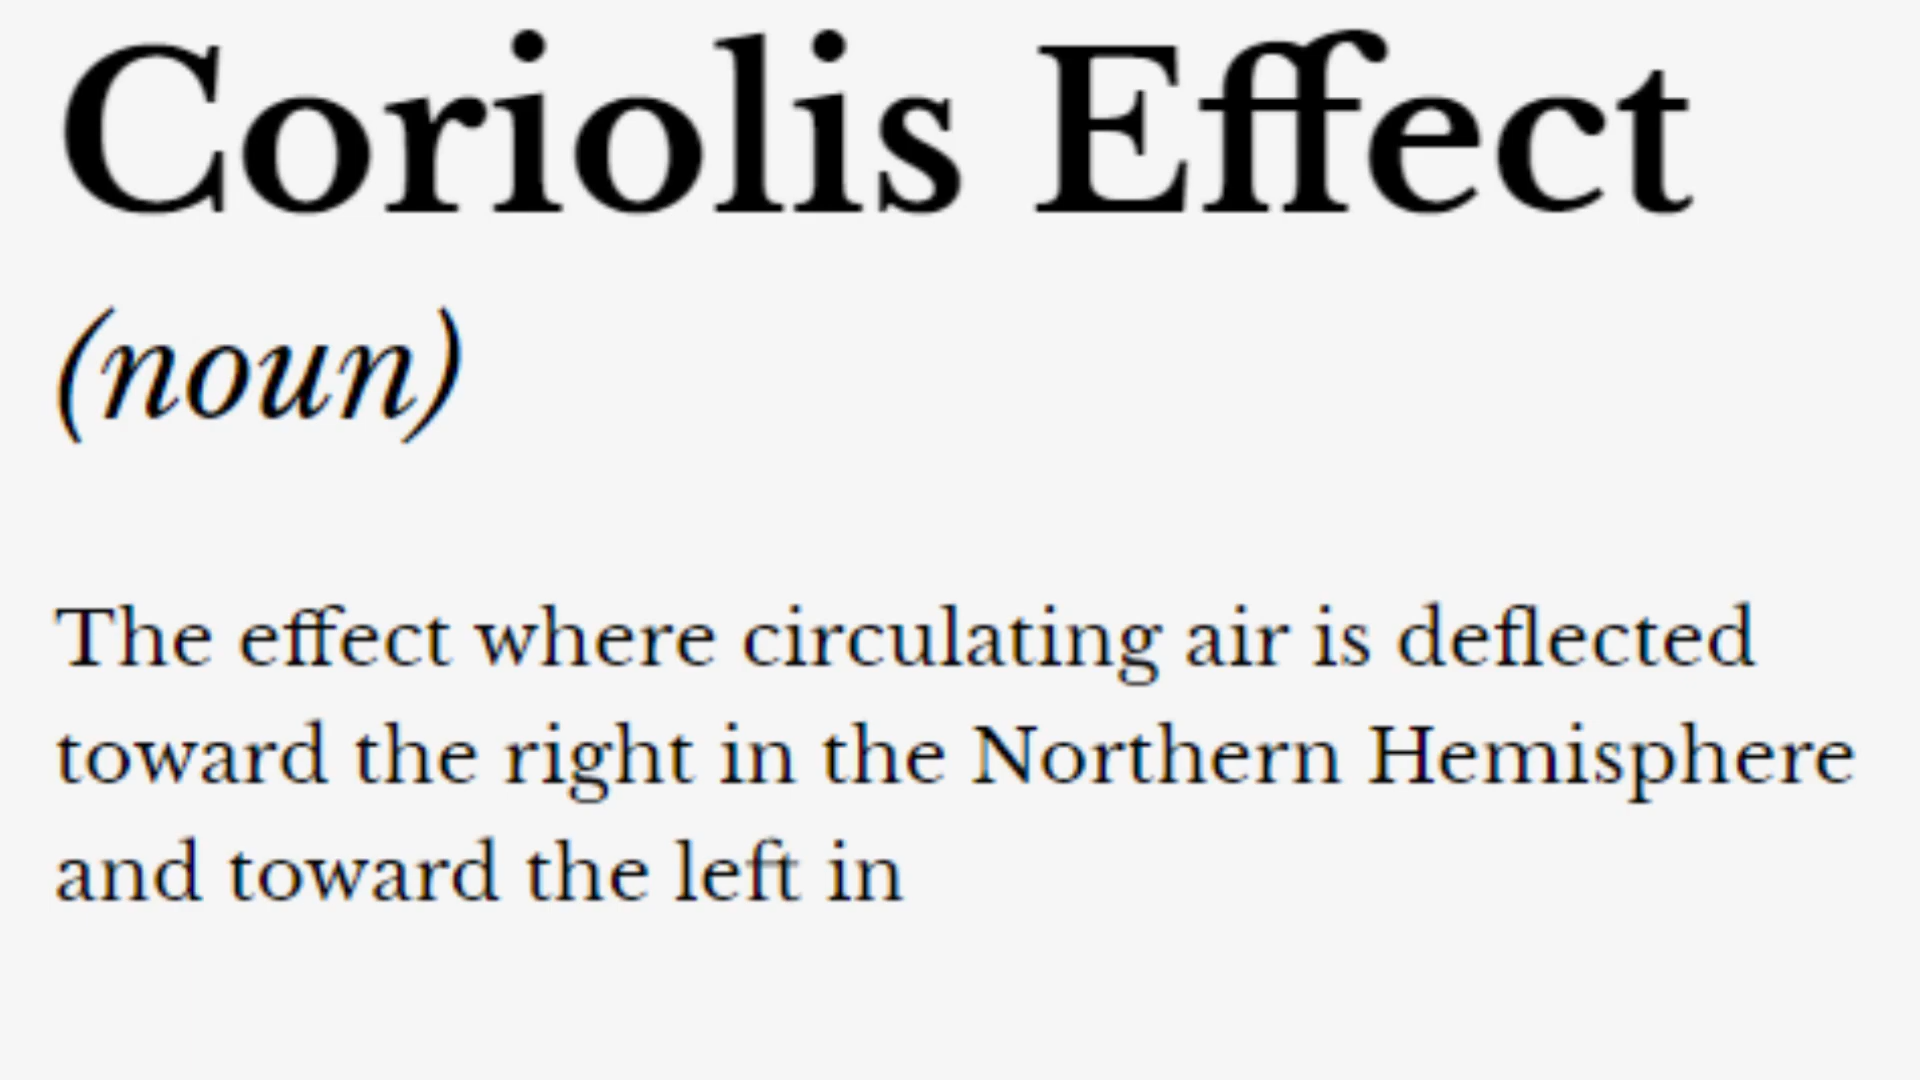 Coriolis Effect
(noun)
The effect where circulating air is deflected
toward the right in the Northern Hemisphere
and toward the left in